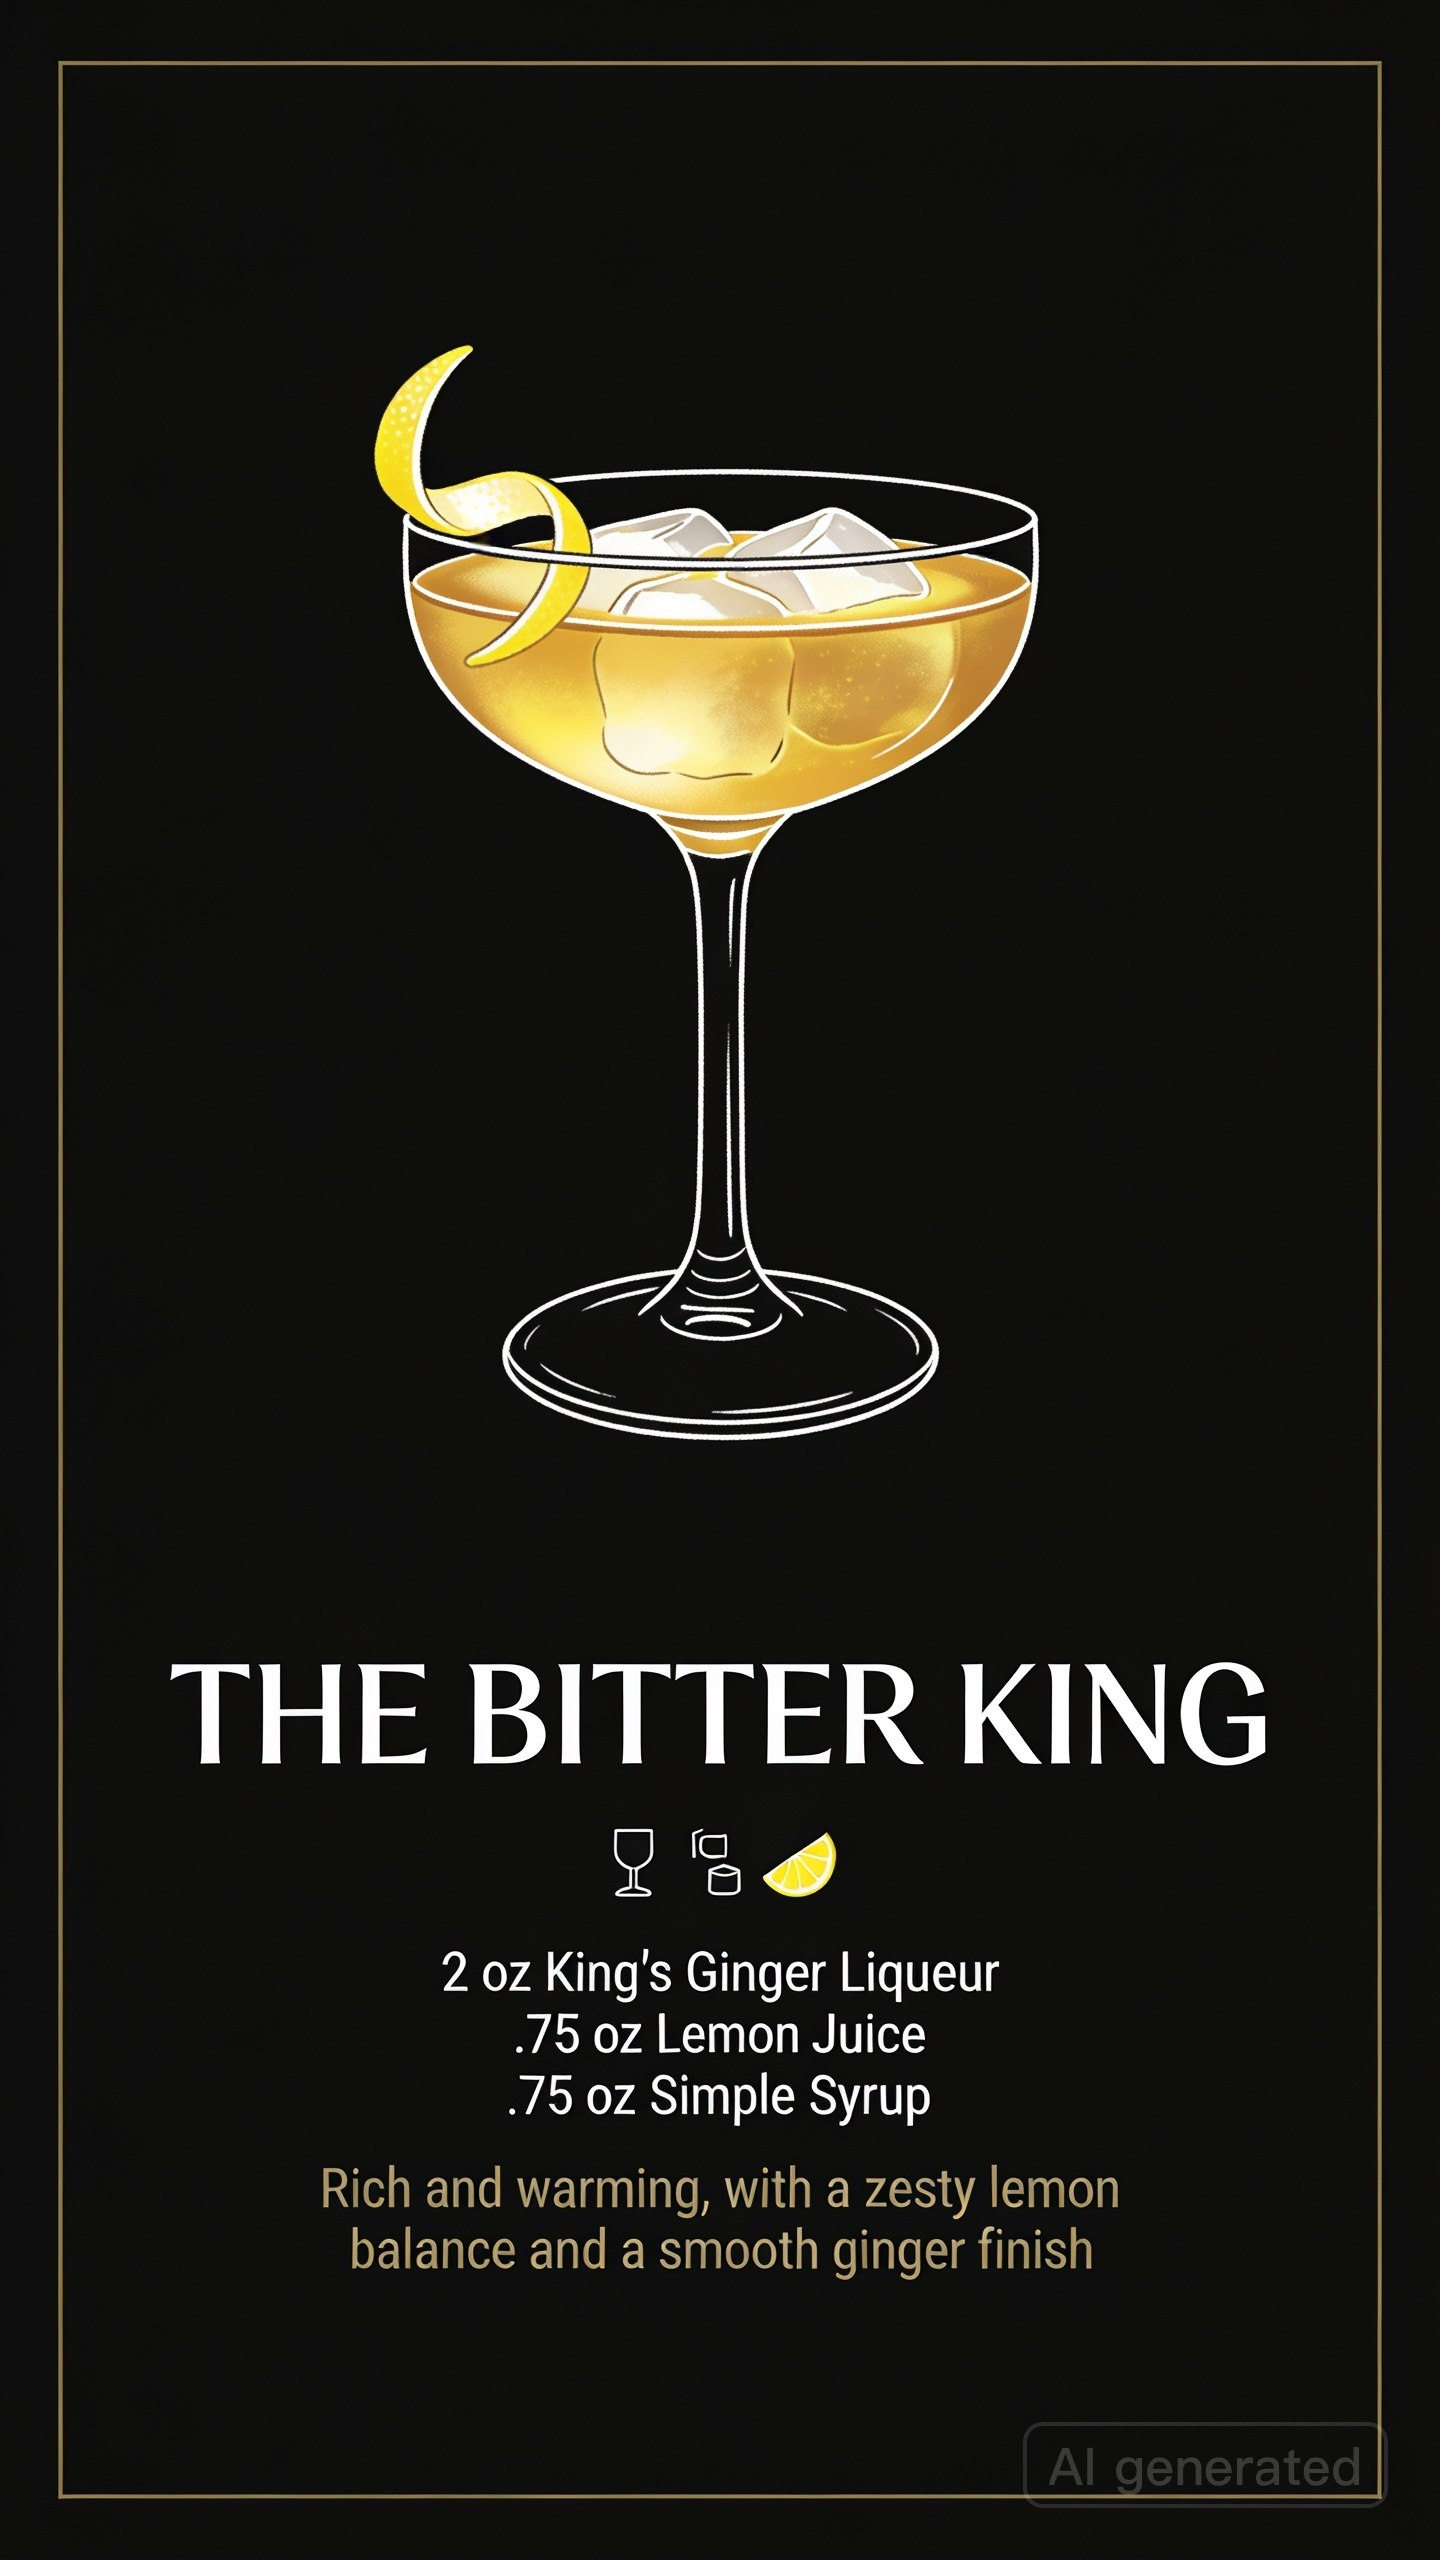 THE BITTER KING
2 oz King's Ginger Liqueur
.75 oz Lemon Juice
.75 oz Simple Syrup
Rich and warming, with a zesty lemon
balance and a smooth ginger finish
AI generated